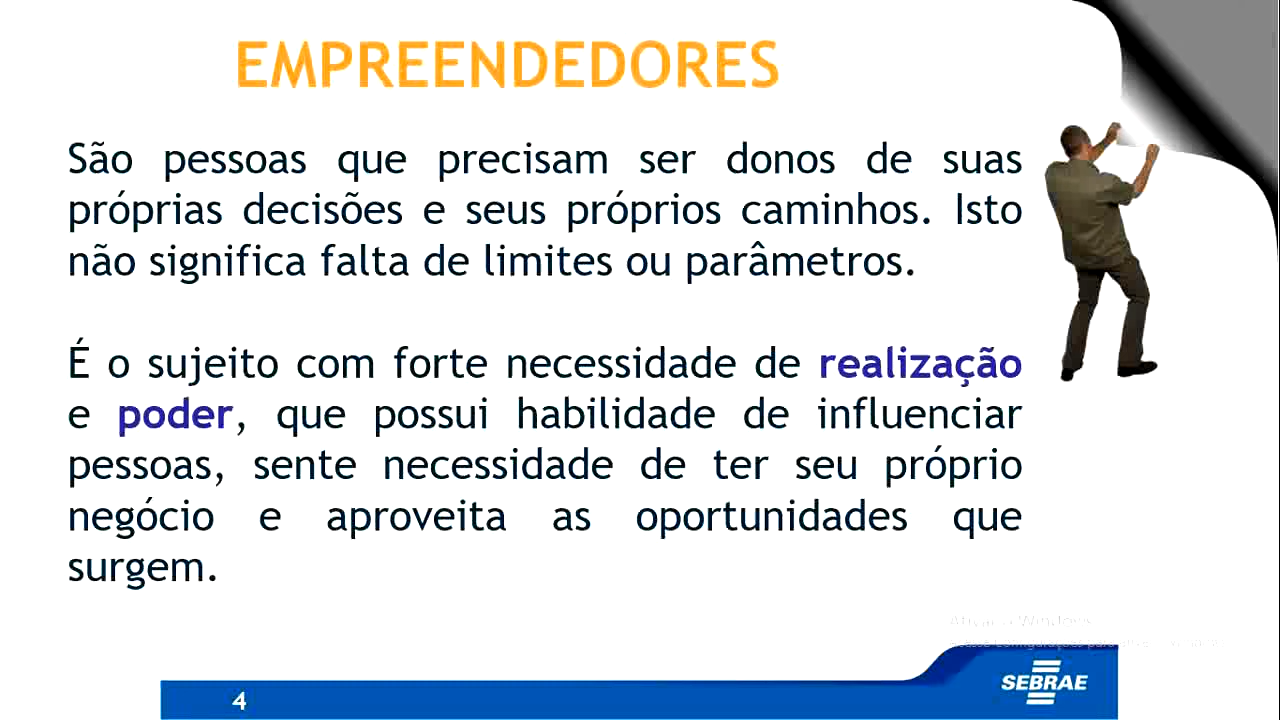 EMPREENDEDORES
São pessoas que precisam ser donos de suas
próprias decisões e seus próprios caminhos. Isto
não significa falta de limites ou parâmetros.
É o sujeito com forte necessidade de realização
e poder, que possui habilidade de influenciar
pessoas, sente necessidade de ter seu próprio
negócio e aproveita as oportunidades que
surgem.
Windows
SEBRAE
4